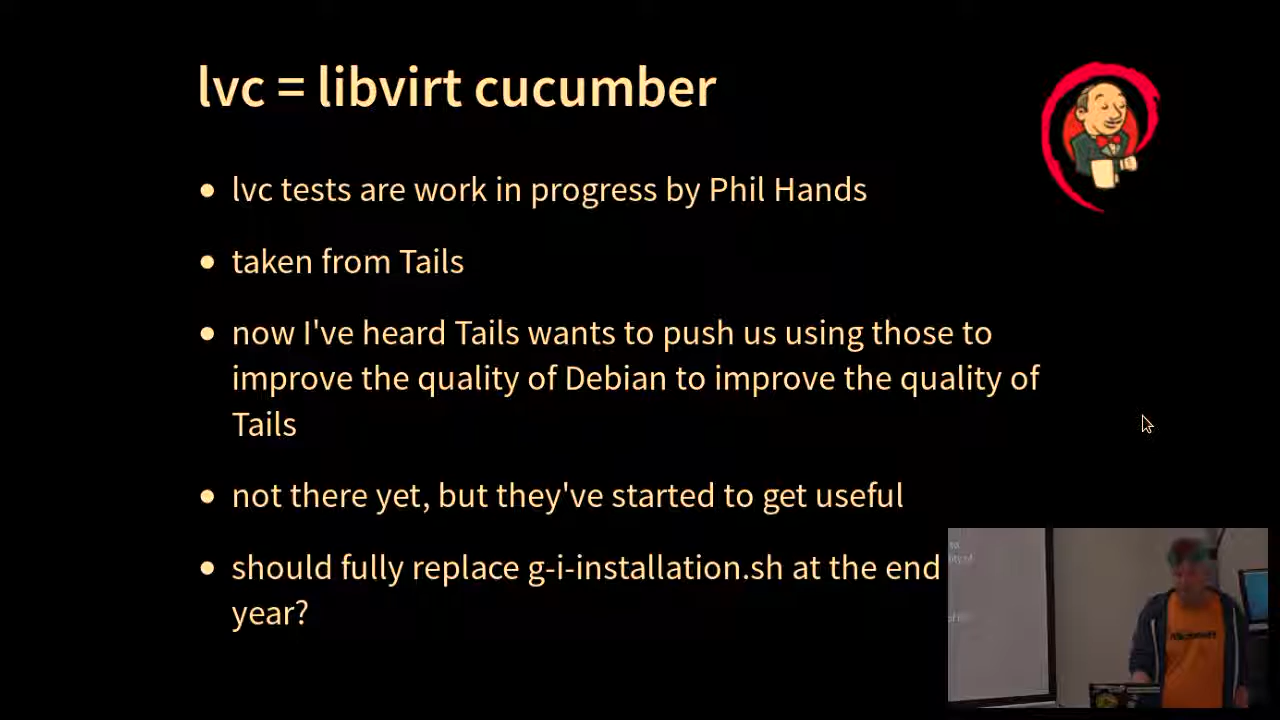 lvc = libvirt cucumber
• lvc tests are work in progress by Phil Hands
• taken from Tails
• now I've heard Tails wants to push us using those to
improve the quality of Debian to improve the quality of
Tails
• not there yet, but they've started to get useful
• should fully replace g-i-installation.sh at the end
year?